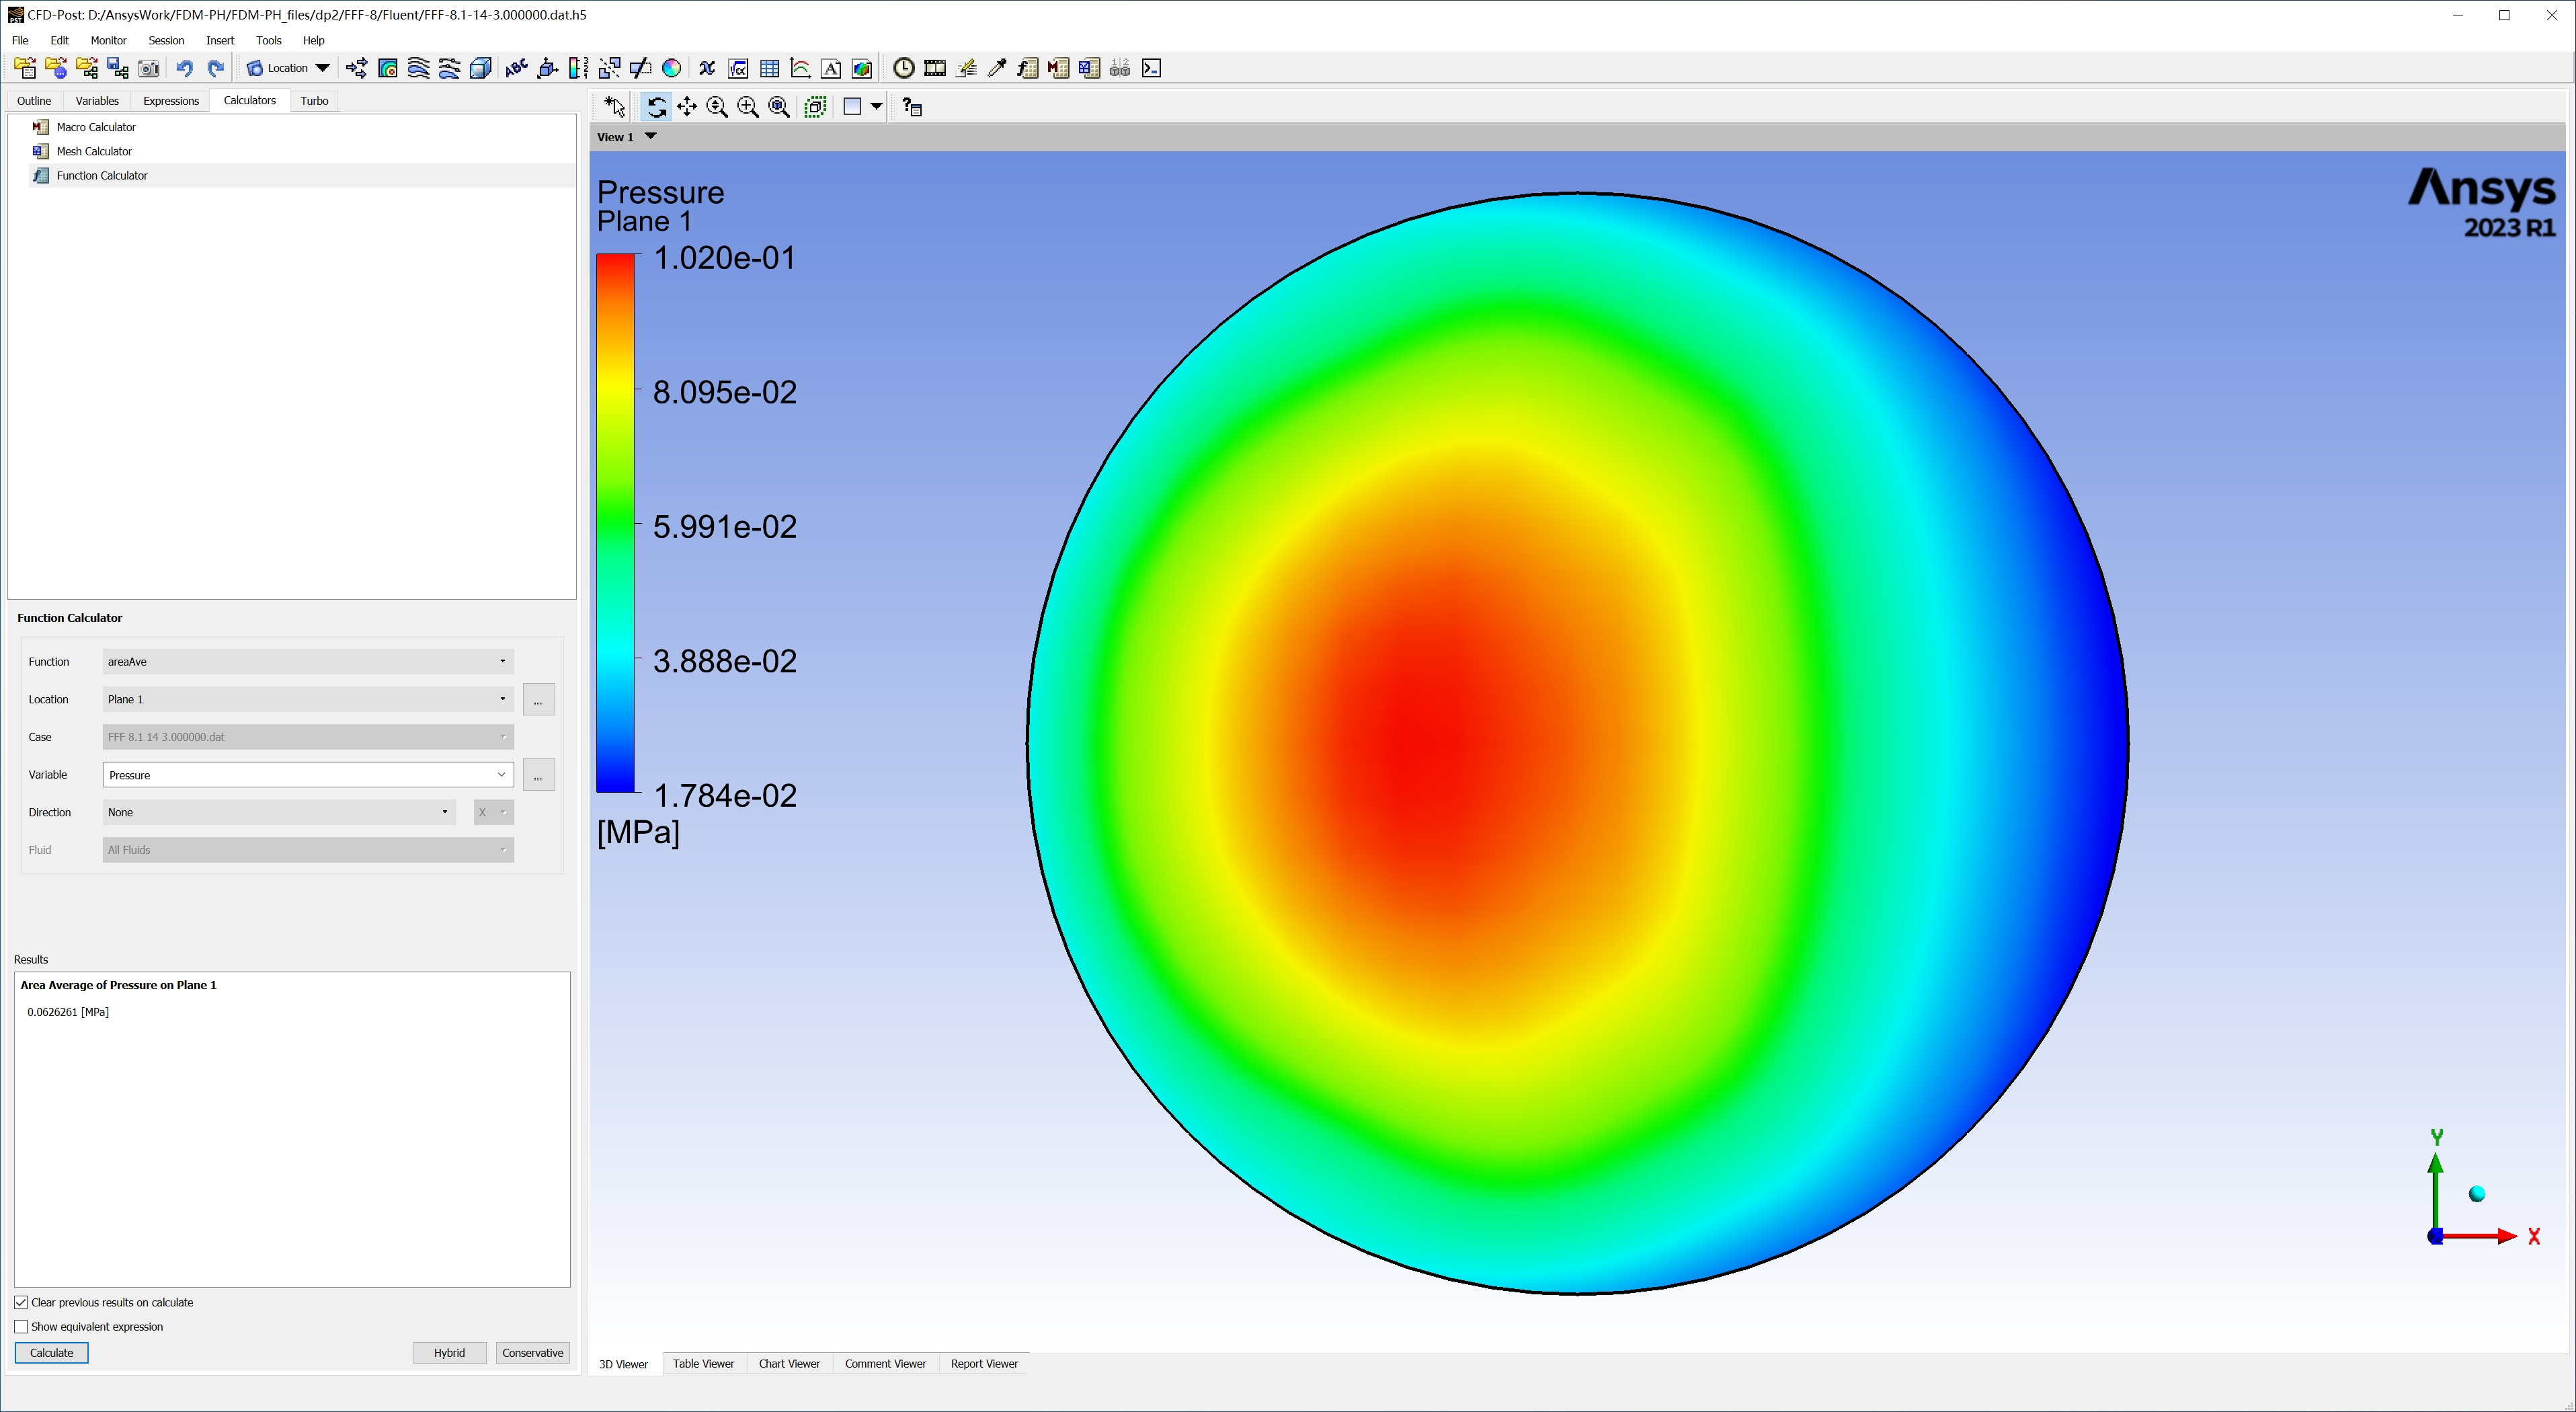 CFD-Post: D:/AnsysWork/FDM-PH/FDM-PH_files/dp2/FFF-8/Fluent/FFF-8.1-14-3.000000.dat.h5
File Edit Monitor Session Insert Tools Help
Location
Outline Variables Expressions Calculators Turbo
Macro Calculator
Mesh Calculator
Function Calculator
Function Calculator
Function areaAve
Location Plane 1 ...
Case FFF 8.1 14 3.000000.dat
Variable Pressure ...
Direction None X
Fluid All Fluids
Results
Area Average of Pressure on Plane 1
0.0626261 [MPa]
Clear previous results on calculate
Show equivalent expression
Calculate Hybrid Conservative
View 1
Pressure
Plane 1
1.020e-01
8.095e-02
5.991e-02
3.888e-02
1.784e-02
[MPa]
Ansys
2023 R1
Y
X
3D Viewer Table Viewer Chart Viewer Comment Viewer Report Viewer